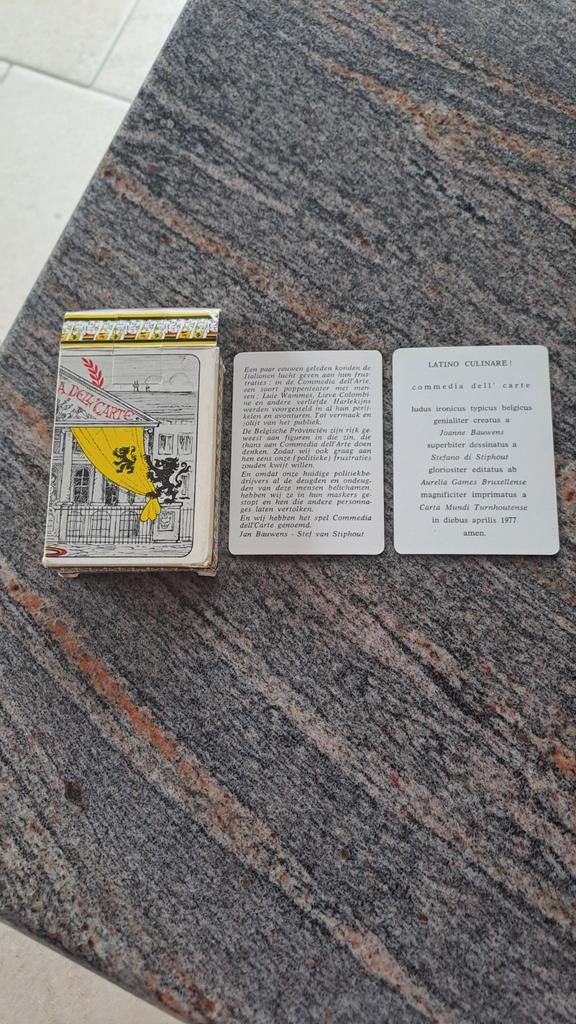 A DELL'CARTE
Een paar eeuwen geleden konden de
Italianen lucht geven aan hun frus-
traties : in de Commedia dell'Arte,
een soort poppenteater met men-
sen ; Luie Wammes, Lieve Colombi-
ne en andere verliefde Harlekijns
werden voorgesteld in al hun perij-
kelen en avonturen. Tot vermaak en
jolijt van het publiek.
De Belgische Provinciën zijn rijk ge-
weest aan figuren in die zin, die
thans aan Commedia dell'Arte doen
denken. Zodat wij ook graag aan
hen eens onze (politieke) frustraties
zouden kwijt willen.
En omdat onze huidige politiekbe-
drijvers al de deugden en ondeug-
den van deze mensen belichamen,
hebben wij ze in hun maskers ge-
stopt en hen die andere persona-
ges laten vertolken.
En wij hebben het spel Commedia
dell'Carte genoemd.
Jan Bauwens - Stef van Stiphout
LATINO CULINARE !
commedia dell' carte
ludus ironicus typicus belgicus
genialiter creatus a
Joanne Bauwens
superbiter dessinatus a
Stefano di Stiphout
gloriositer editatus ab
Aurelia Games Bruxellense
magnificiter imprimatus a
Carta Mundi Turnhoutense
in diebus aprilis 1977
amen.